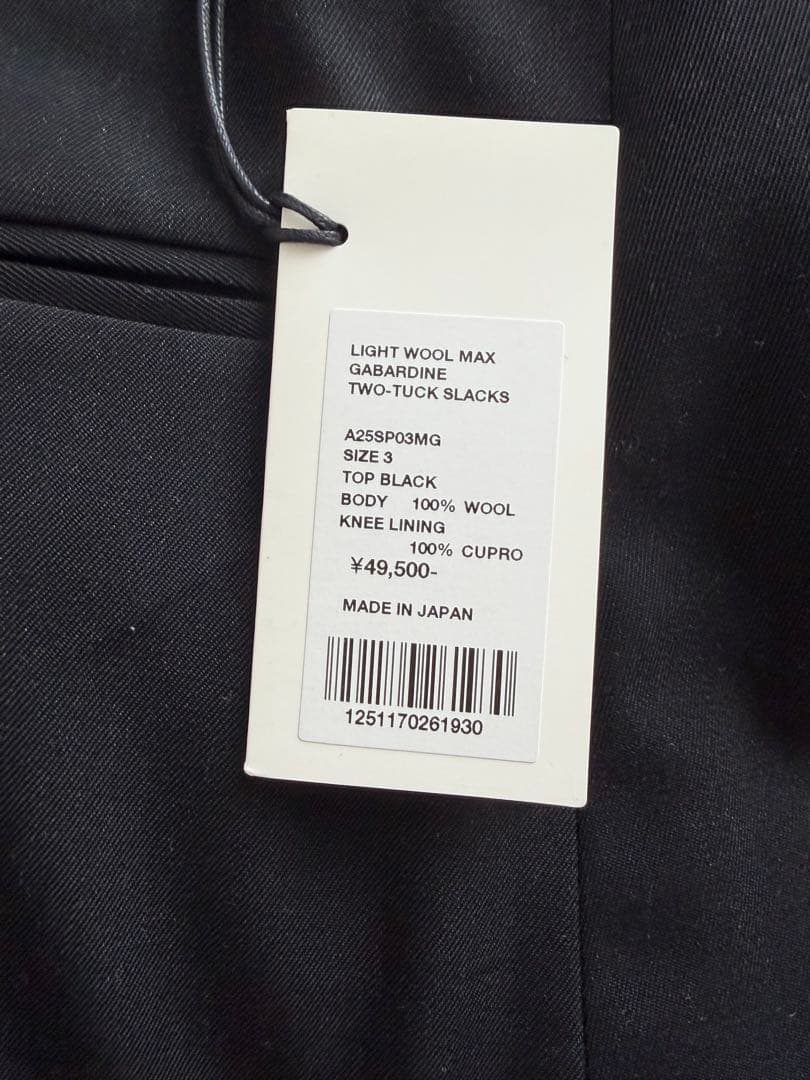 LIGHT WOOL MAX
GABARDINE
TWO-TUCK SLACKS
A25SP03MG
SIZE 3
TOP BLACK
BODY 100% WOOL
KNEE LINING
100% CUPRO
¥49,500-
MADE IN JAPAN
1251170261930